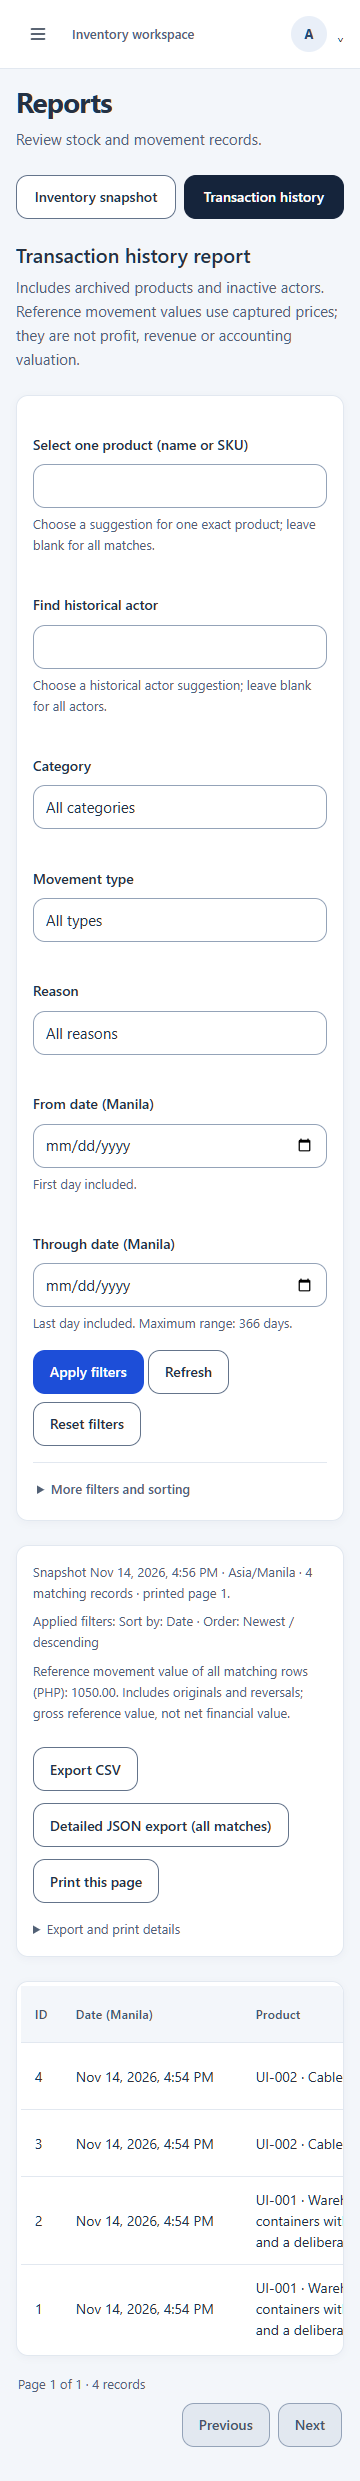 Inventory workspace
A
Reports
Review stock and movement records.
Inventory snapshot
Transaction history
Transaction history report
Includes archived products and inactive actors.
Reference movement values use captured prices;
they are not profit, revenue or accounting
valuation.
Select one product (name or SKU)
Choose a suggestion for one exact product; leave
blank for all matches.
Find historical actor
Choose a historical actor suggestion; leave blank
for all actors.
Category
All categories
Movement type
All types
Reason
All reasons
From date (Manila)
mm/dd/yyyy
First day included.
Through date (Manila)
mm/dd/yyyy
Last day included. Maximum range: 366 days.
Apply filters
Refresh
Reset filters
More filters and sorting
Snapshot Nov 14, 2026, 4:56 PM · Asia/Manila · 4
matching records · printed page 1.
Applied filters: Sort by: Date · Order: Newest /
descending
Reference movement value of all matching rows
(PHP): 1050.00. Includes originals and reversals;
gross reference value, not net financial value.
Export CSV
Detailed JSON export (all matches)
Print this page
Export and print details
ID Date (Manila) Product
4 Nov 14, 2026, 4:54 PM UI-002 · Cable
3 Nov 14, 2026, 4:54 PM UI-002 · Cable
2 Nov 14, 2026, 4:54 PM UI-001 · Wareh
containers wit
and a delibera
1 Nov 14, 2026, 4:54 PM UI-001 · Wareh
containers wit
and a delibera
Page 1 of 1 · 4 records
Previous
Next